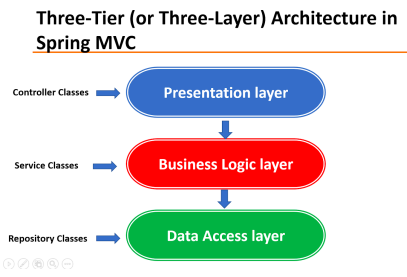 Three-Tier (or Three-Layer) Architecture in
Spring MVC
Controller Classes
Presentation layer
Service Classes
Business Logic layer
Repository Classes
Data Access layer